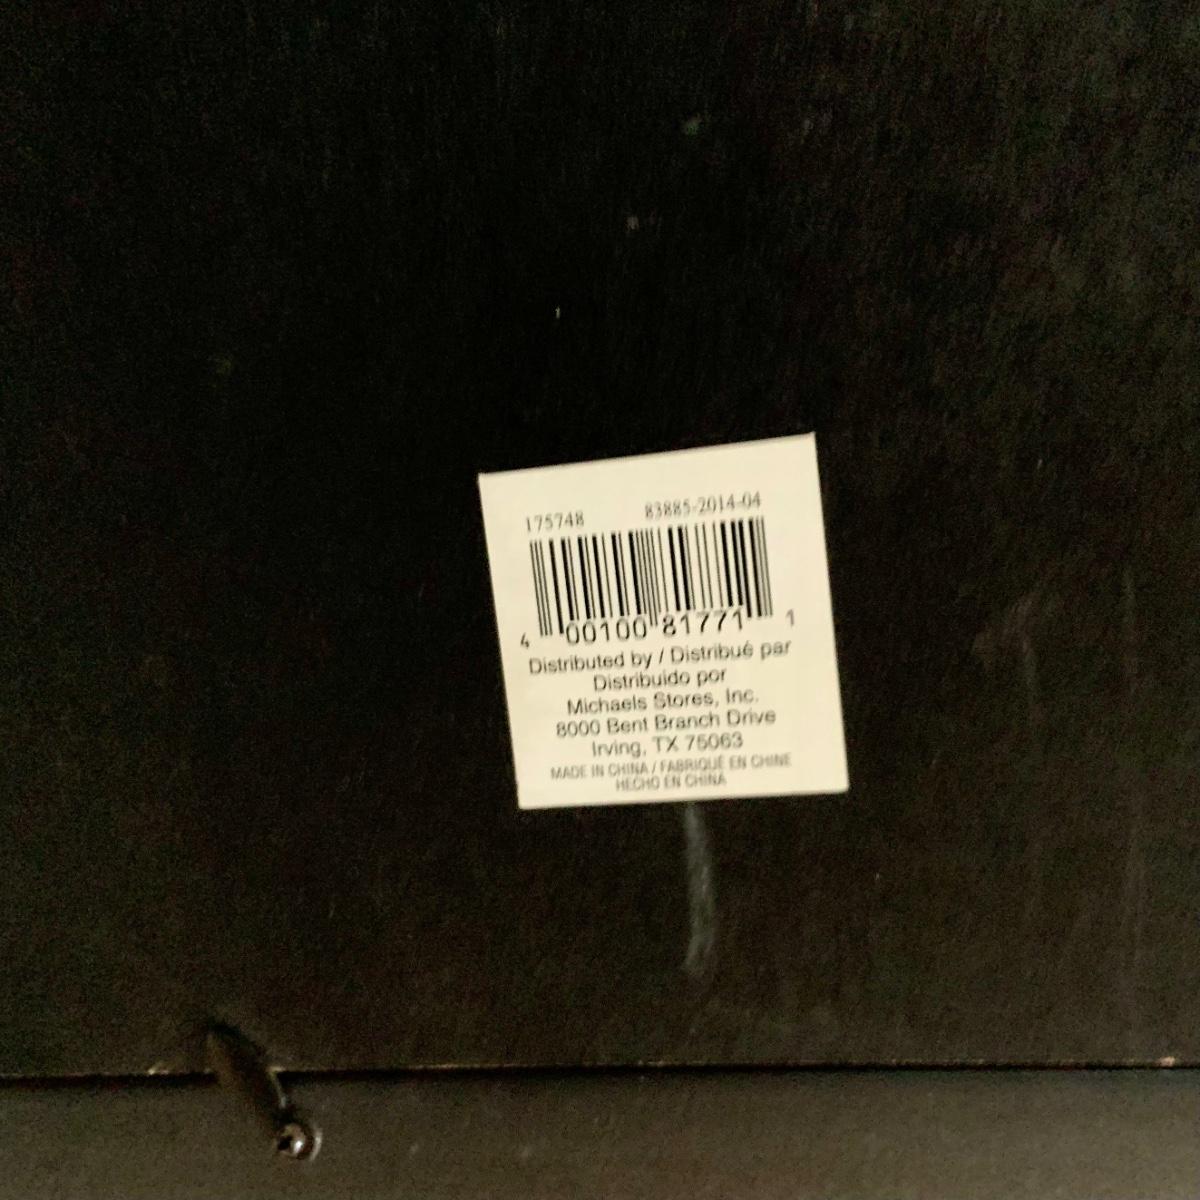 175748 83885-2014-04
4 00100 81771 1
Distributed by / Distribué par
Distribuido por
Michaels Stores, Inc.
8000 Bent Branch Drive
Irving, TX 75063
MADE IN CHINA / FABRIQUÉ EN CHINE
HECHO EN CHINA